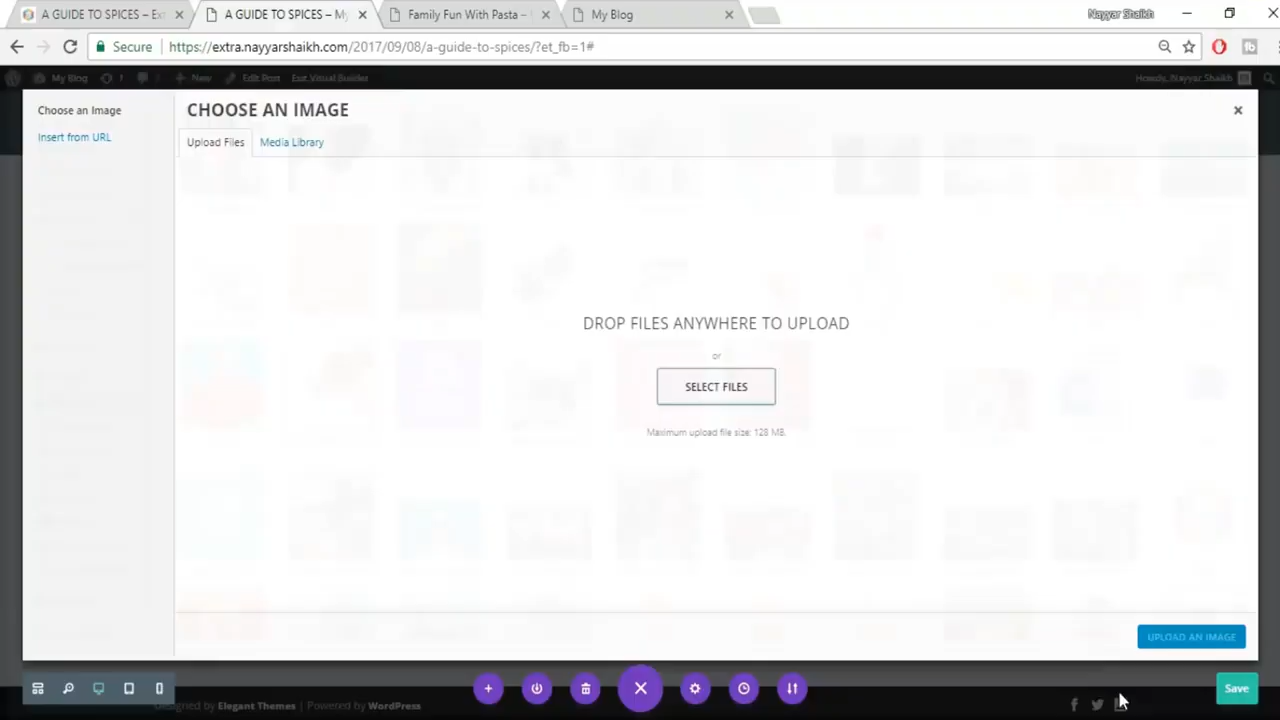 A GUIDE TO SPICES – Ex
A GUIDE TO SPICES – M
Family Fun With Pasta –
My Blog
Nayyar Shaikh
Secure
https://extra.nayyarshaikh.com/2017/09/08/a-guide-to-spices/?et_fb=1#
My Blog
1
New
Edit Post
Exit Visual Builder
Howdy, Nayyar Shaikh
Choose an Image
Insert from URL
CHOOSE AN IMAGE
Upload Files
Media Library
DROP FILES ANYWHERE TO UPLOAD
or
SELECT FILES
Maximum upload file size: 128 MB.
UPLOAD AN IMAGE
Save
Designed by Elegant Themes | Powered by WordPress